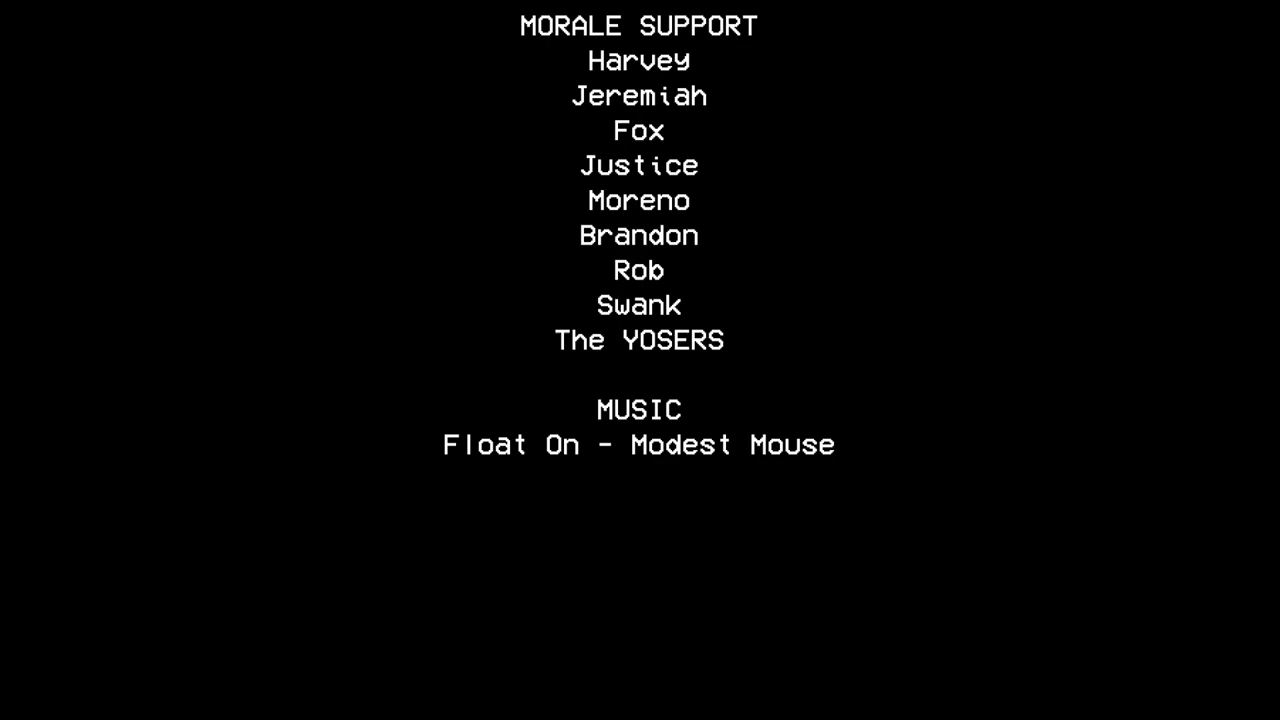 MORALE SUPPORT
Harvey
Jeremiah
Fox
Justice
Moreno
Brandon
Rob
Swank
The YOSERS
MUSIC
Float On - Modest Mouse